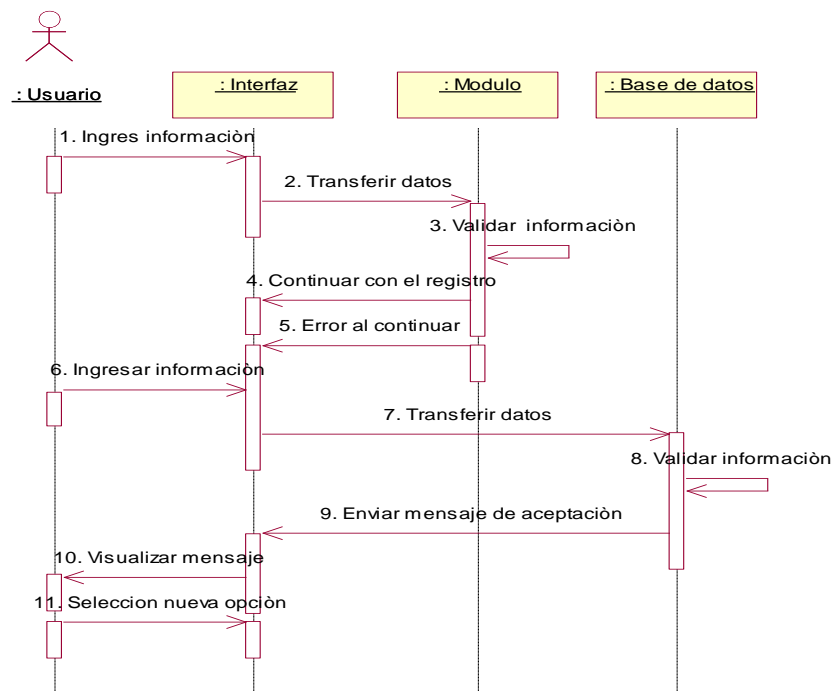 : Usuario
: Interfaz
: Modulo
: Base de datos
1. Ingres informaciòn
2. Transferir datos
3. Validar informaciòn
4. Continuar con el registro
5. Error al continuar
6. Ingresar informaciòn
7. Transferir datos
8. Validar informaciòn
9. Enviar mensaje de aceptaciòn
10. Visualizar mensaje
11. Seleccion nueva opciòn